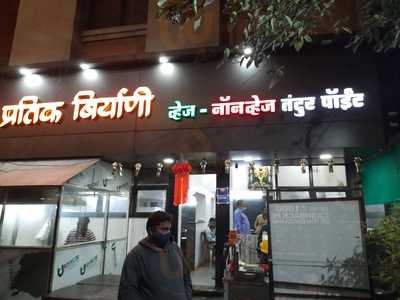 प्रतिक बिर्याणी व्हेज - नॉनव्हेज तंदुर पॉईंट